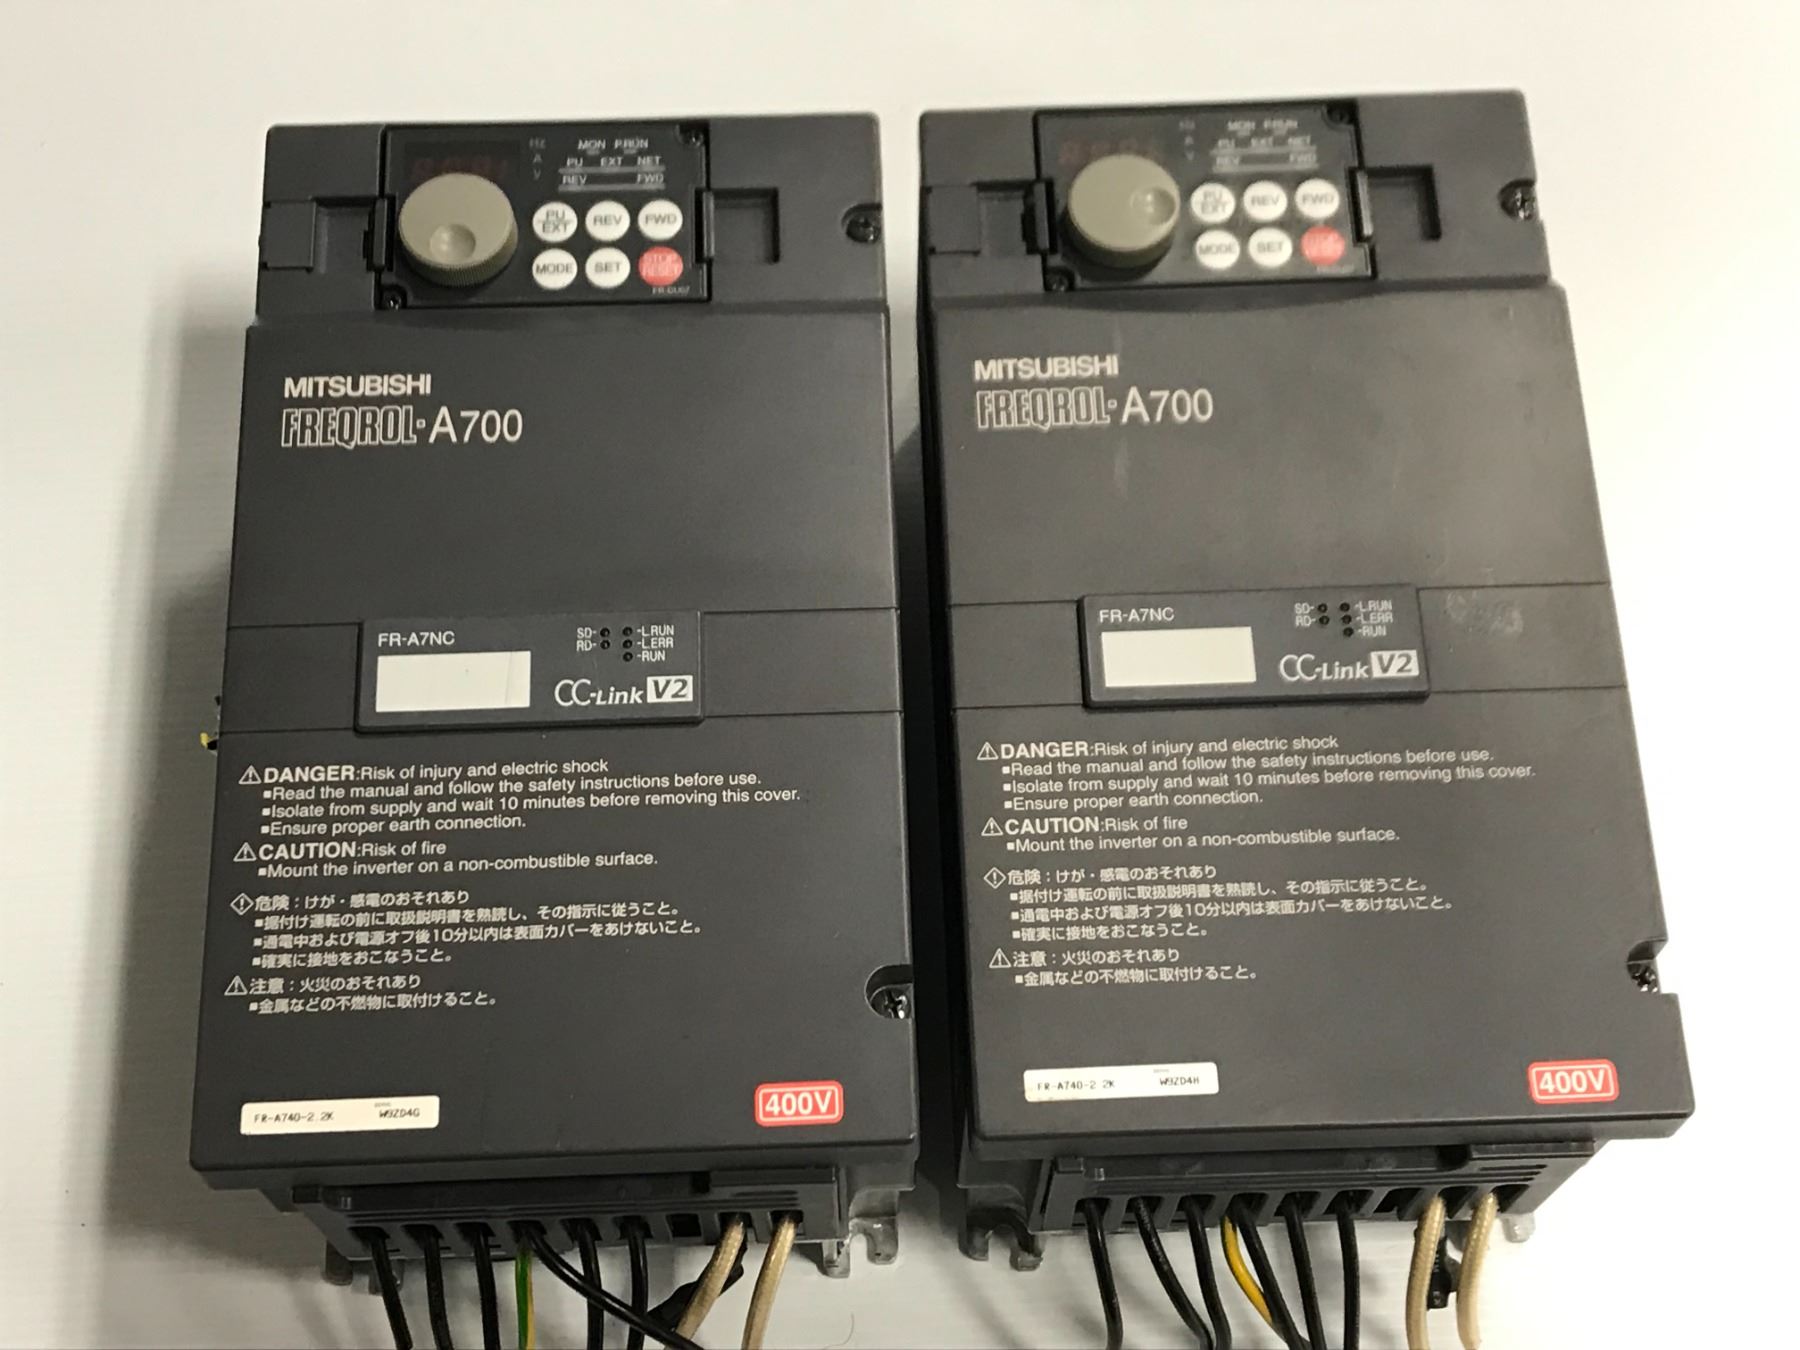 Hz
A
V
MON P.RUN
PU EXT NET
REV FWD
PU
EXT
REV
FWD
MODE
SET
STOP
RESET
FR-DU07
MITSUBISHI
FREQROL-A700
FR-A7NC
SD- -L.RUN
RD- -L.ERR
-RUN
CC-Link V2
⚠DANGER:Risk of injury and electric shock
■Read the manual and follow the safety instructions before use.
■Isolate from supply and wait 10 minutes before removing this cover.
■Ensure proper earth connection.
⚠CAUTION:Risk of fire
■Mount the inverter on a non-combustible surface.
危険：けが・感電のおそれあり
■据付け運転の前に取扱説明書を熟読し、その指示に従うこと。
■通電中および電源オフ後10分以内は表面カバーをあけないこと。
■確実に接地をおこなうこと。
⚠注意：火災のおそれあり
■金属などの不燃物に取付けること。
FR-A740-2.2K W9ZD4G
400V
Hz
A
V
MON P.RUN
PU EXT NET
REV FWD
PU
EXT
REV
FWD
MODE
SET
STOP
RESET
MITSUBISHI
FREQROL-A700
FR-A7NC
SD- -L.RUN
RD- -L.ERR
-RUN
CC-Link V2
⚠DANGER:Risk of injury and electric shock
■Read the manual and follow the safety instructions before use.
■Isolate from supply and wait 10 minutes before removing this cover.
■Ensure proper earth connection.
⚠CAUTION:Risk of fire
■Mount the inverter on a non-combustible surface.
危険：けが・感電のおそれあり
■据付け運転の前に取扱説明書を熟読し、その指示に従うこと。
■通電中および電源オフ後10分以内は表面カバーをあけないこと。
■確実に接地をおこなうこと。
⚠注意：火災のおそれあり
■金属などの不燃物に取付けること。
FR-A740-2 2K W9ZD4H
400V